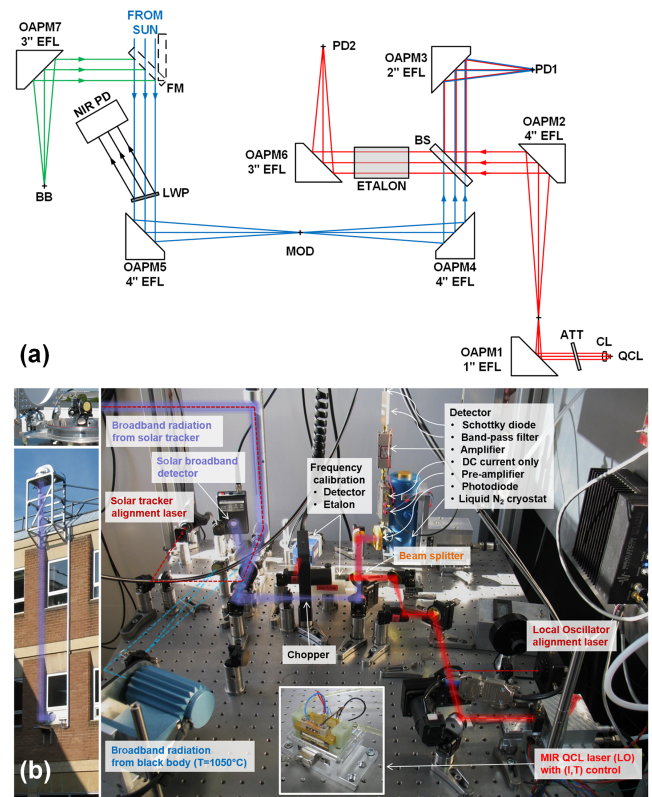 OAPM7
3" EFL
FROM
SUN
FM
NIR PD
BB
LWP
OAPM5
4" EFL
MOD
PD2
OAPM3
2" EFL
PD1
BS
OAPM2
4" EFL
OAPM6
3" EFL
ETALON
OAPM4
4" EFL
ATT
CL
OAPM1
1" EFL
QCL
(a)
Broadband radiation
from solar tracker
Solar broadband
detector
Solar tracker
alignment laser
Frequency
calibration
• Detector
• Etalon
Detector
• Schottky diode
• Band-pass filter
• Amplifier
• DC current only
• Pre-amplifier
• Photodiode
• Liquid N₂ cryostat
Beam splitter
Chopper
Local Oscillator
alignment laser
Broadband radiation
from black body (T=1050°C)
MIR QCL laser (LO)
with (I,T) control
(b)